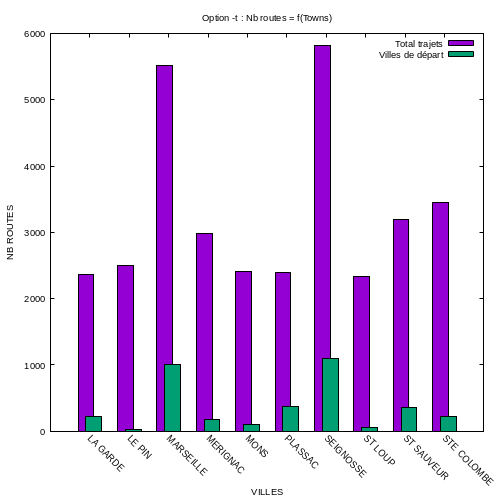 Option -t : Nb routes = f(Towns)
Total trajets
Villes de départ
6000
5000
4000
3000
2000
1000
0
NB ROUTES
LA GARDE
LE PIN
MARSEILLE
MERIGNAC
MONS
PLASSAC
SEIGNOSSE
ST LOUP
ST SAUVEUR
STE COLOMBE
VILLES